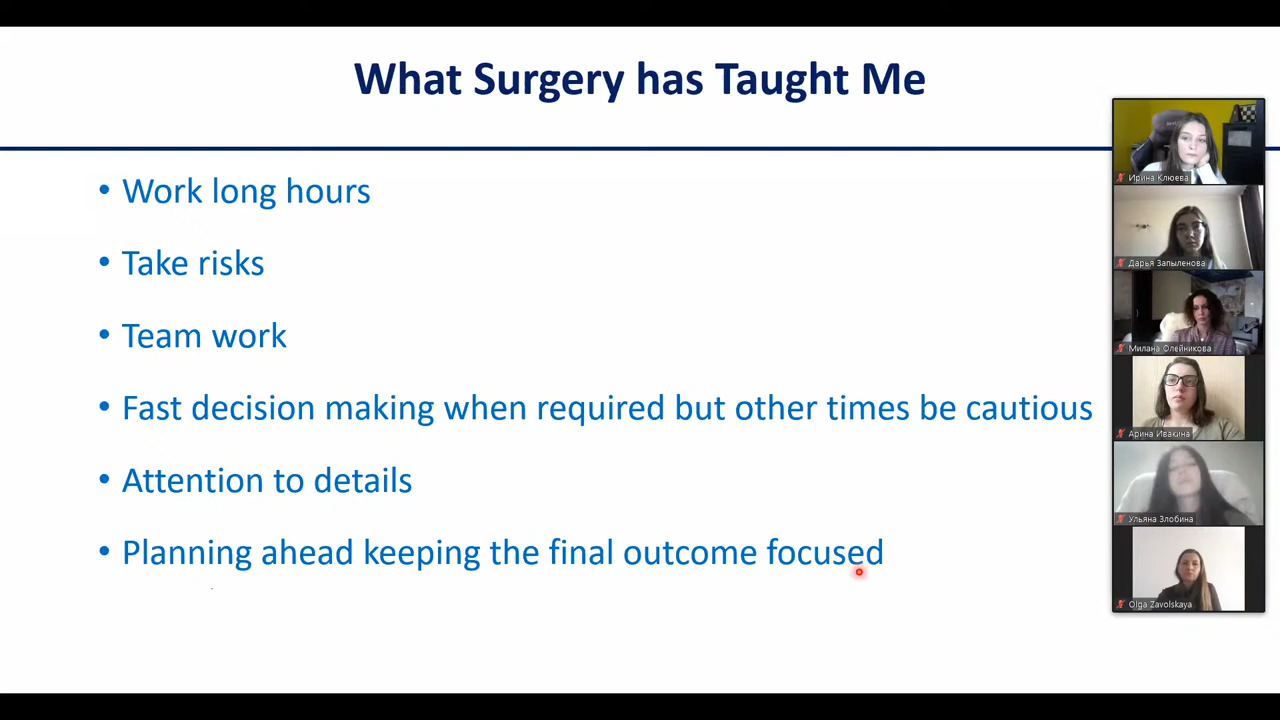 What Surgery has Taught Me
• Work long hours
• Take risks
• Team work
• Fast decision making when required but other times be cautious
• Attention to details
• Planning ahead keeping the final outcome focused
Ирина Клюева
Дарья Запыленова
Милана Олейникова
Арина Ивакина
Ульяна Злобина
Olga Zavolskaya